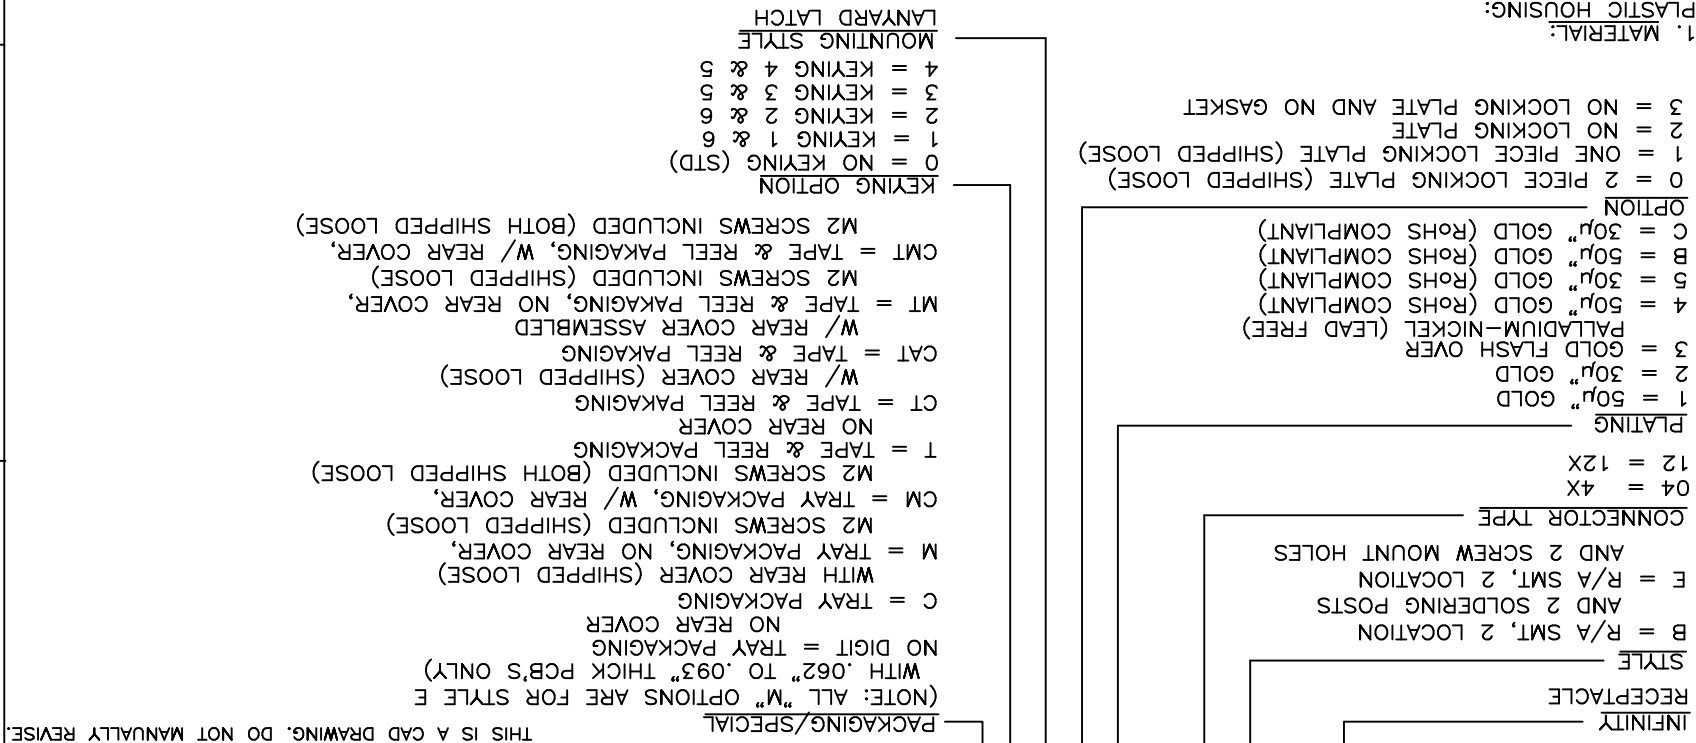 THIS IS A CAD DRAWING. DO NOT MANUALLY REVISE.
INFINITY
RECEPTACLE
STYLE
B = R/A SMT, 2 LOCATION
AND 2 SOLDERING POSTS
E = R/A SMT, 2 LOCATION
AND 2 SCREW MOUNT HOLES
CONNECTOR TYPE
04 = 4X
12 = 12X
PLATING
1 = 50µ" GOLD
2 = 30µ" GOLD
3 = GOLD FLASH OVER
PALLADIUM-NICKEL (LEAD FREE)
4 = 50µ" GOLD (RoHS COMPLIANT)
5 = 30µ" GOLD (RoHS COMPLIANT)
B = 50µ" GOLD (RoHS COMPLIANT)
C = 30µ" GOLD (RoHS COMPLIANT)
OPTION
0 = 2 PIECE LOCKING PLATE (SHIPPED LOOSE)
1 = ONE PIECE LOCKING PLATE (SHIPPED LOOSE)
2 = NO LOCKING PLATE
3 = NO LOCKING PLATE AND NO GASKET
1. MATERIAL:
PLASTIC HOUSING:
PACKAGING/SPECIAL
(NOTE: ALL "M" OPTIONS ARE FOR STYLE E
WITH .062" TO .093" THICK PCB'S ONLY)
NO DIGIT = TRAY PACKAGING
NO REAR COVER
C = TRAY PACKAGING
WITH REAR COVER (SHIPPED LOOSE)
M = TRAY PACKAGING, NO REAR COVER,
M2 SCREWS INCLUDED (SHIPPED LOOSE)
CM = TRAY PACKAGING, W/ REAR COVER,
M2 SCREWS INCLUDED (BOTH SHIPPED LOOSE)
T = TAPE & REEL PACKAGING
NO REAR COVER
CT = TAPE & REEL PAKAGING
W/ REAR COVER (SHIPPED LOOSE)
CAT = TAPE & REEL PAKAGING
W/ REAR COVER ASSEMBLED
MT = TAPE & REEL PAKAGING, NO REAR COVER,
M2 SCREWS INCLUDED (SHIPPED LOOSE)
CMT = TAPE & REEL PAKAGING, W/ REAR COVER,
M2 SCREWS INCLUDED (BOTH SHIPPED LOOSE)
KEYING OPTION
0 = NO KEYING (STD)
1 = KEYING 1 & 6
2 = KEYING 2 & 6
3 = KEYING 3 & 5
4 = KEYING 4 & 5
MOUNTING STYLE
LANYARD LATCH